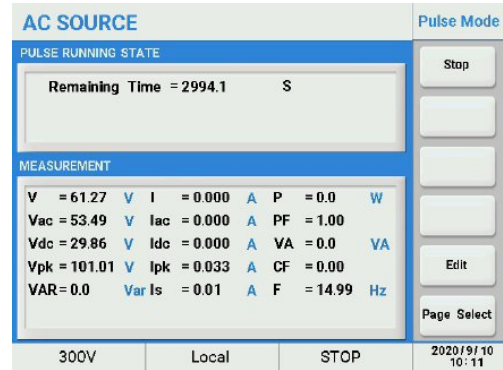 AC SOURCE
Pulse Mode
PULSE RUNNING STATE
Remaining Time = 2994.1 S
Stop
MEASUREMENT
V = 61.27 V I = 0.000 A P = 0.0 W
Vac = 53.49 V Iac = 0.000 A PF = 1.00
Vdc = 29.86 V Idc = 0.000 A VA = 0.0 VA
Vpk = 101.01 V Ipk = 0.033 A CF = 0.00
Edit
VAR= 0.0 Var Is = 0.01 A F = 14.99 Hz
Page Select
300V Local STOP
2020/9/10
10:11